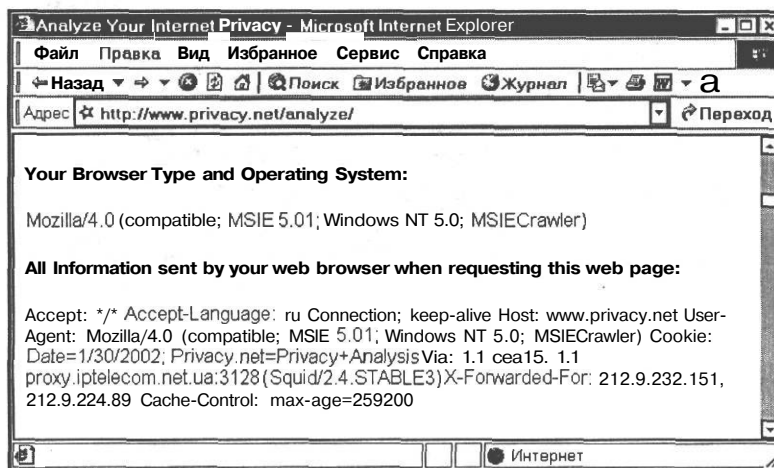 Analyze Your Internet Privacy - Microsoft Internet Explorer
Файл Правка Вид Избранное Сервис Справка
Назад Поиск Избранное Журнал a
Адрес http://www.privacy.net/analyze/ Переход
Your Browser Type and Operating System:
Mozilla/4.0 (compatible; MSIE 5.01; Windows NT 5.0; MSIECrawler)
All Information sent by your web browser when requesting this web page:
Accept: */* Accept-Language: ru Connection; keep-alive Host: www.privacy.net User-
Agent: Mozilla/4.0 (compatible; MSIE 5.01; Windows NT 5.0; MSIECrawler) Cookie:
Date=1/30/2002; Privacy.net=Privacy+Analysis Via: 1.1 cea15. 1.1
proxy.iptelecom.net.ua:3128 (Squid/2.4.STABLE3) X-Forwarded-For: 212.9.232.151,
212.9.224.89 Cache-Control: max-age=259200
Интернет